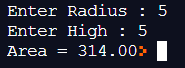 Enter Radius : 5
Enter High : 5
Area = 314.00>